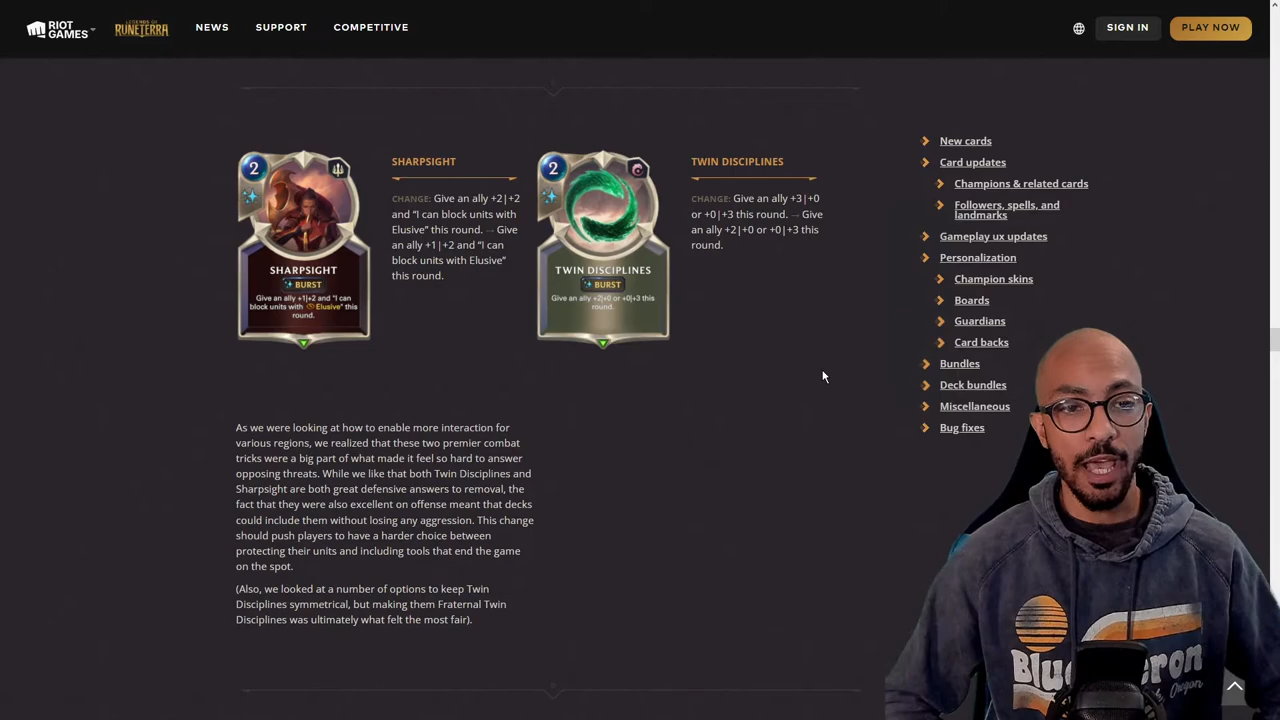 RIOT GAMES
LEGENDS OF RUNETERRA
NEWS
SUPPORT
COMPETITIVE
SIGN IN
PLAY NOW
2
SHARPSIGHT
BURST
Give an ally +1|+2 and "I can
block units with Elusive" this
round.
SHARPSIGHT
CHANGE: Give an ally +2|+2
and "I can block units with
Elusive" this round. → Give
an ally +1|+2 and "I can
block units with Elusive"
this round.
2
TWIN DISCIPLINES
BURST
Give an ally +2|+0 or +0|+3 this
round.
TWIN DISCIPLINES
CHANGE: Give an ally +3|+0
or +0|+3 this round. → Give
an ally +2|+0 or +0|+3 this
round.
As we were looking at how to enable more interaction for
various regions, we realized that these two premier combat
tricks were a big part of what made it feel so hard to answer
opposing threats. While we like that both Twin Disciplines and
Sharpsight are both great defensive answers to removal, the
fact that they were also excellent on offense meant that decks
could include them without losing any aggression. This change
should push players to have a harder choice between
protecting their units and including tools that end the game
on the spot.
(Also, we looked at a number of options to keep Twin
Disciplines symmetrical, but making them Fraternal Twin
Disciplines was ultimately what felt the most fair).
New cards
Card updates
Champions & related cards
Followers, spells, and
landmarks
Gameplay ux updates
Personalization
Champion skins
Boards
Guardians
Card backs
Bundles
Deck bundles
Miscellaneous
Bug fixes
Oregon